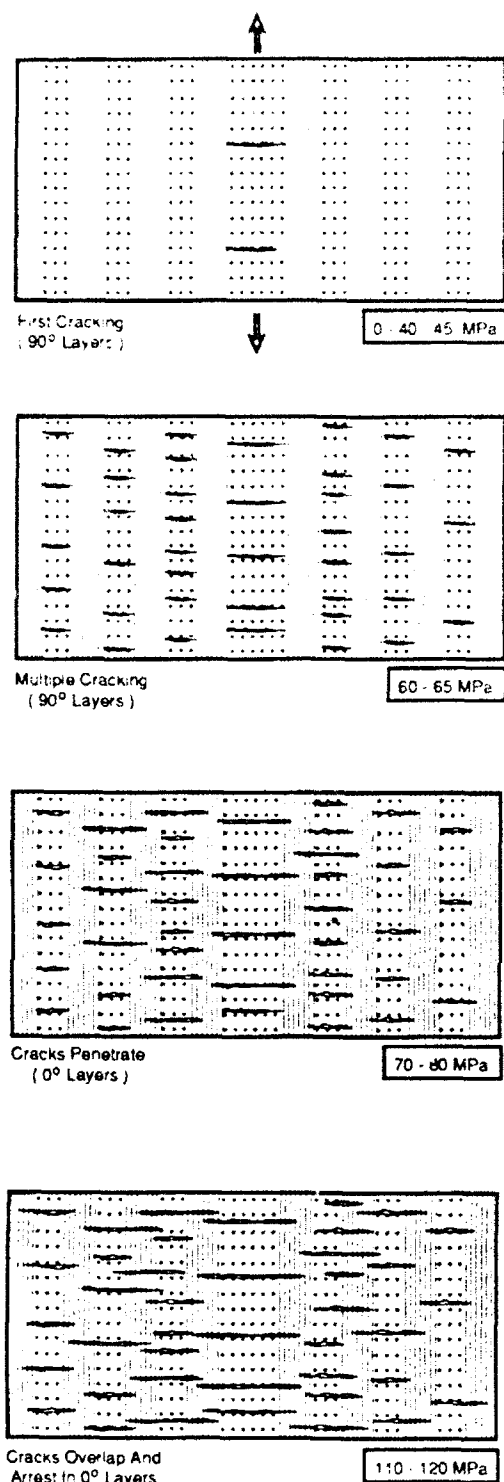 First Cracking
( 90° Layers )
0 - 40 - 45 MPa
Multiple Cracking
( 90° Layers )
60 - 65 MPa
Cracks Penetrate
( 0° Layers )
70 - 80 MPa
Cracks Overlap And
Arrest In 0° Layers
110 - 120 MPa